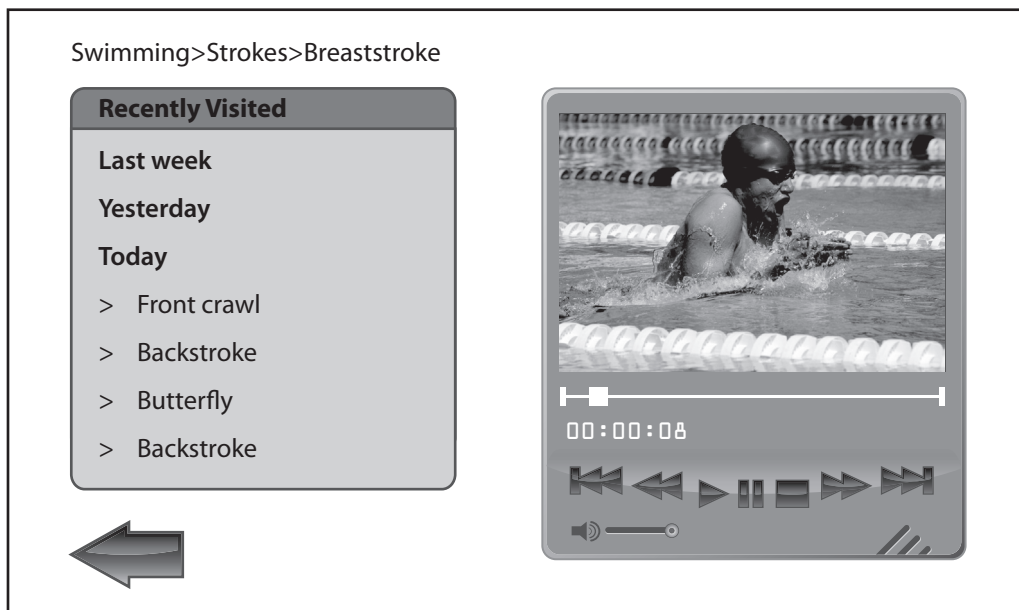 Swimming>Strokes>Breaststroke
Recently Visited
Last week
Yesterday
Today
> Front crawl
> Backstroke
> Butterfly
> Backstroke
00:00:08